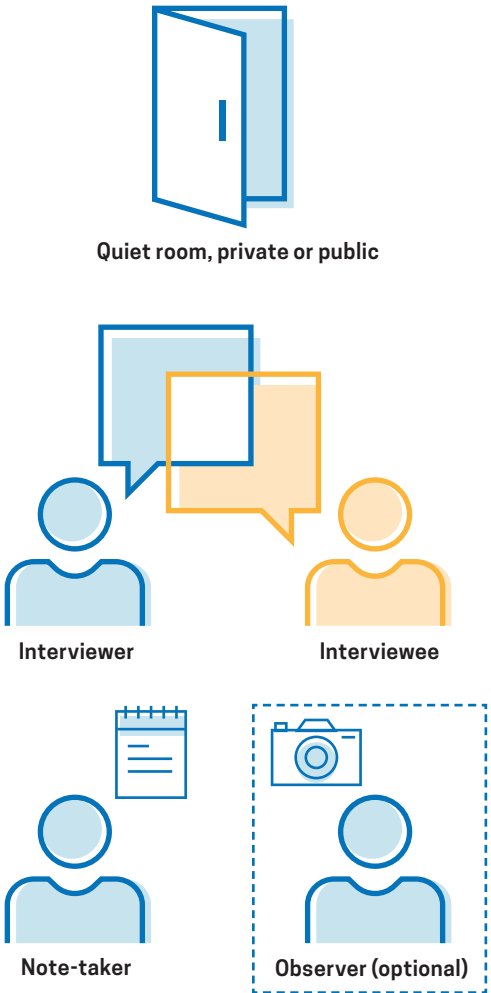 Quiet room, private or public
Interviewer
Interviewee
Note-taker
Observer (optional)